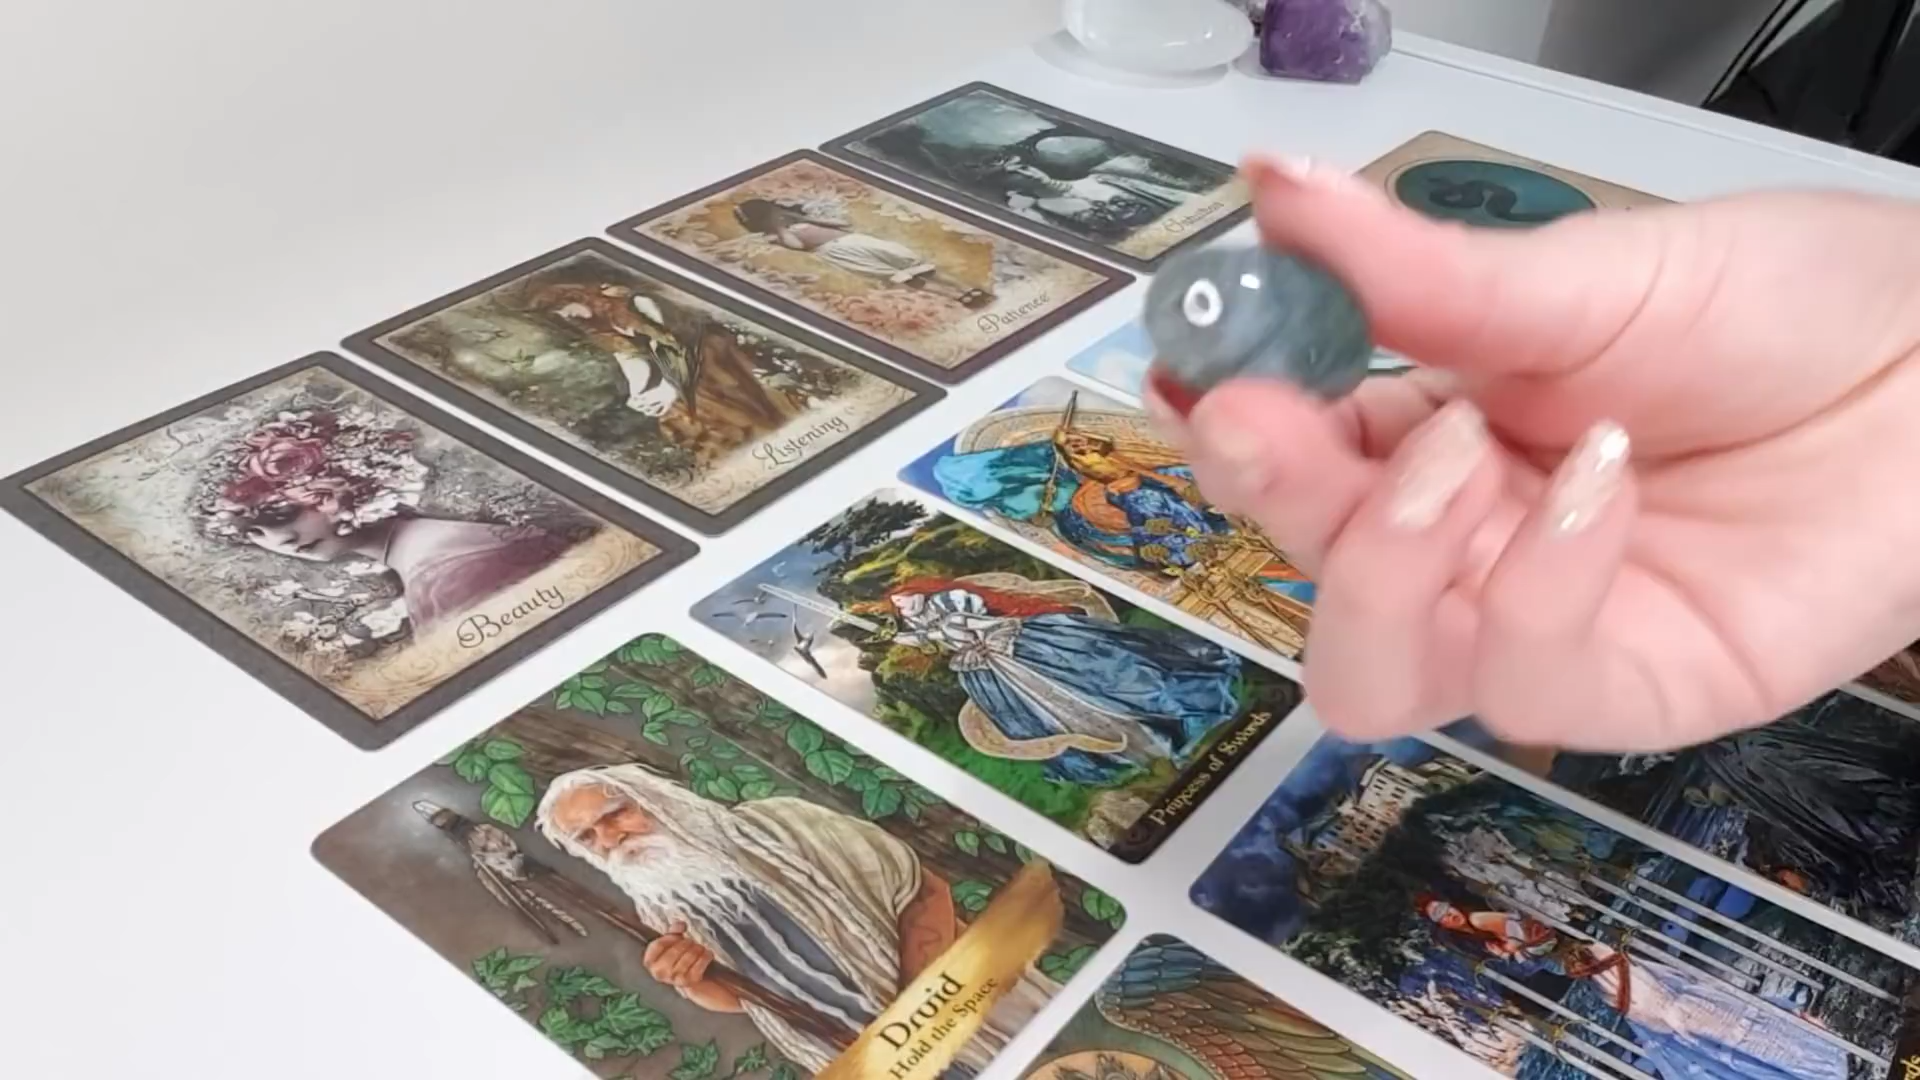 Patience
Listening
Beauty
Princess of Swords
Druid
Hold the Space